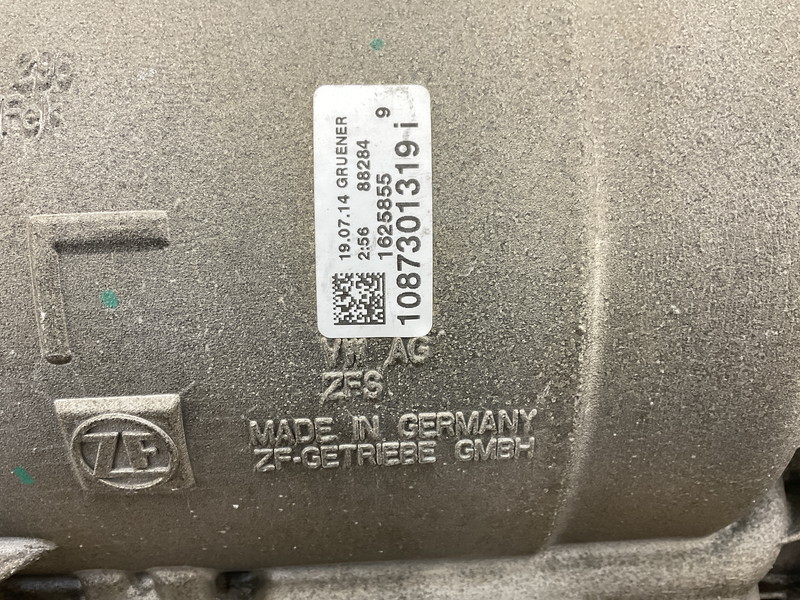 19.07.14 GRUENER
2:56 88284
1625855 9
1087301319 i
VW AG
ZFS
ZF
MADE IN GERMANY
ZF-GETRIEBE GMBH